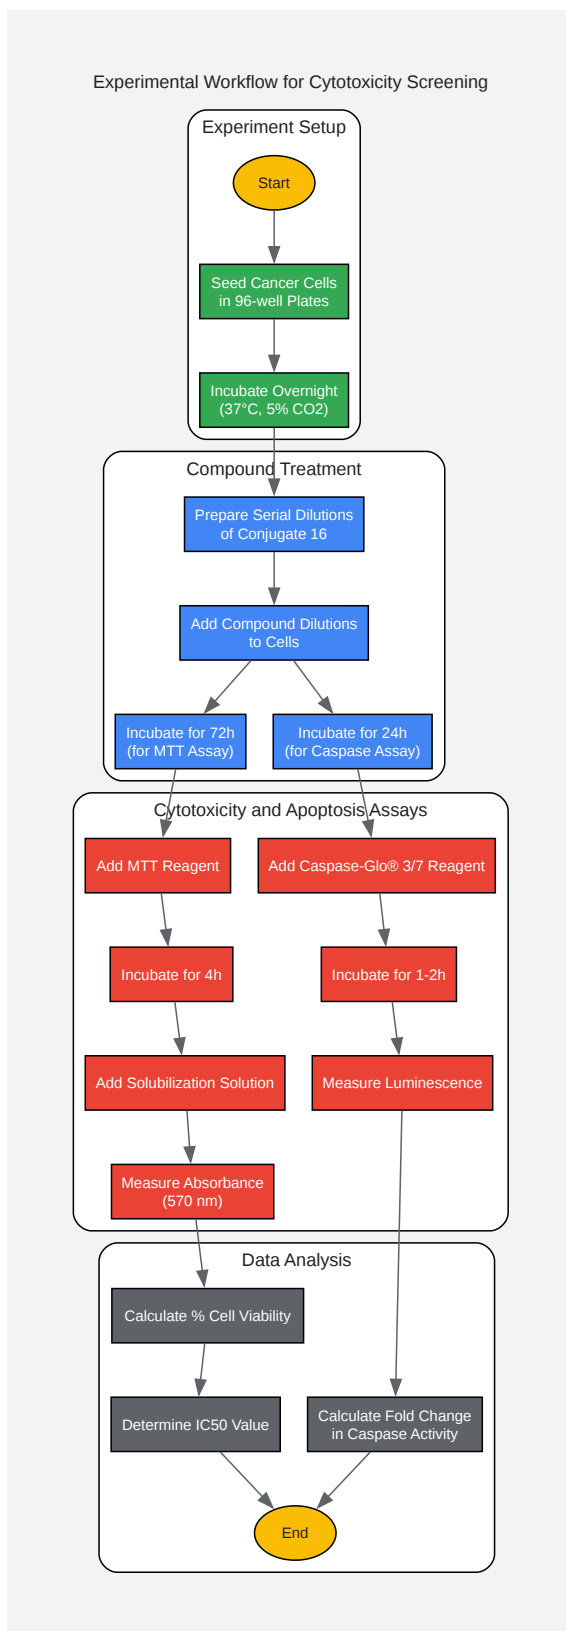 Experimental Workflow for Cytotoxicity Screening
Experiment Setup
Start
Seed Cancer Cells
in 96-well Plates
Incubate Overnight
(37°C, 5% CO2)
Compound Treatment
Prepare Serial Dilutions
of Conjugate 16
Add Compound Dilutions
to Cells
Incubate for 72h
(for MTT Assay)
Incubate for 24h
(for Caspase Assay)
Cytotoxicity and Apoptosis Assays
Add MTT Reagent
Add Caspase-Glo® 3/7 Reagent
Incubate for 4h
Incubate for 1-2h
Add Solubilization Solution
Measure Luminescence
Measure Absorbance
(570 nm)
Data Analysis
Calculate % Cell Viability
Determine IC50 Value
Calculate Fold Change
in Caspase Activity
End